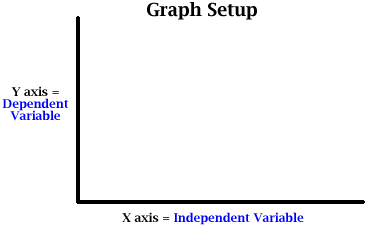 Graph Setup
Y axis =
Dependent
Variable
X axis = Independent Variable